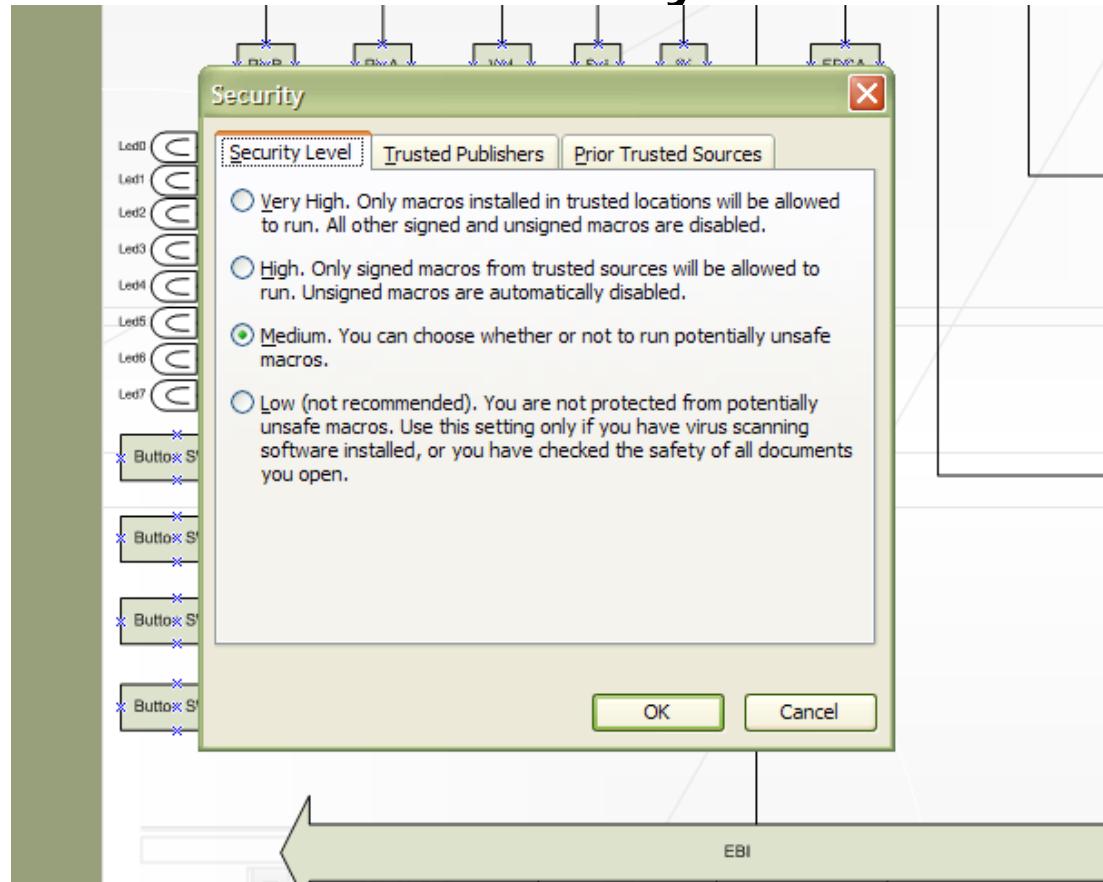 Security
Security Level Trusted Publishers Prior Trusted Sources
Very High. Only macros installed in trusted locations will be allowed
to run. All other signed and unsigned macros are disabled.
High. Only signed macros from trusted sources will be allowed to
run. Unsigned macros are automatically disabled.
Medium. You can choose whether or not to run potentially unsafe
macros.
Low (not recommended). You are not protected from potentially
unsafe macros. Use this setting only if you have virus scanning
software installed, or you have checked the safety of all documents
you open.
OK Cancel
Led0
Led1
Led2
Led3
Led4
Led5
Led6
Led7
Button
Button
Button
Button
EBI